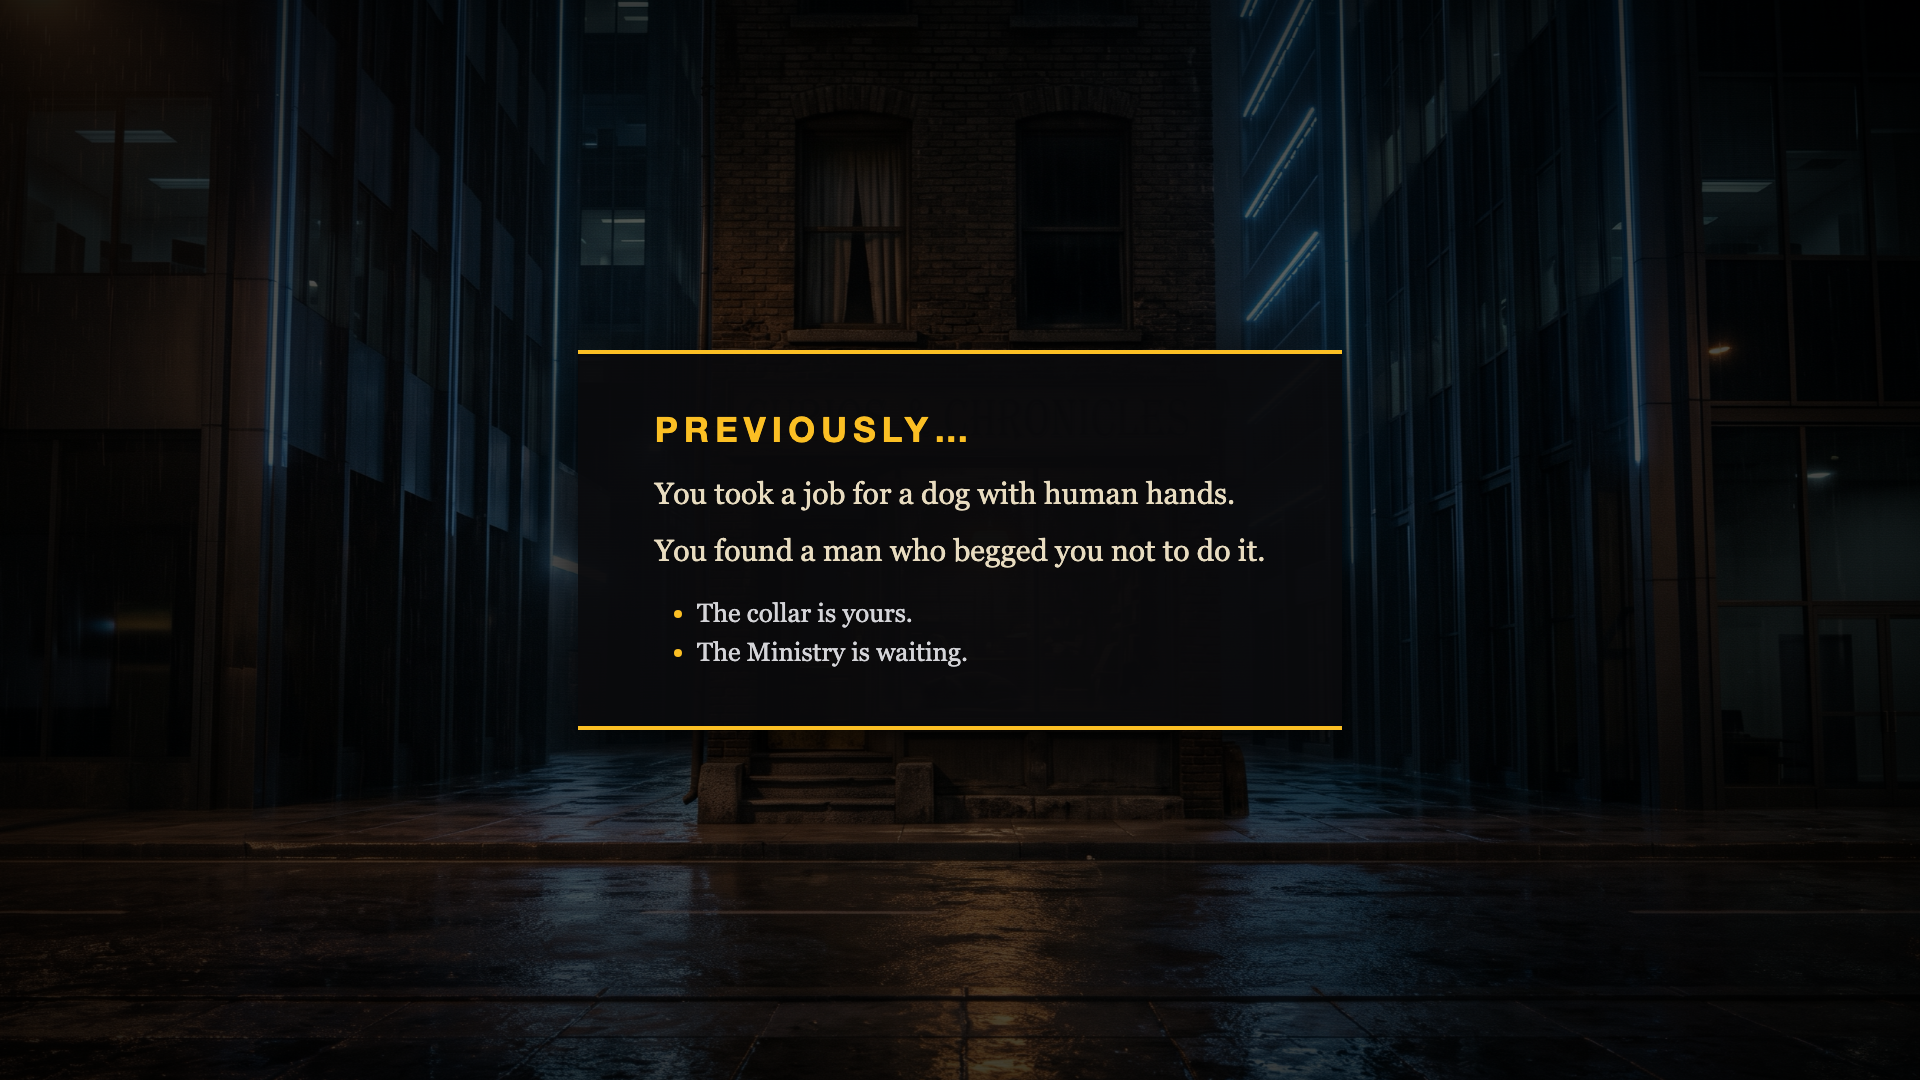 PREVIOUSLY…
You took a job for a dog with human hands.
You found a man who begged you not to do it.
• The collar is yours.
• The Ministry is waiting.